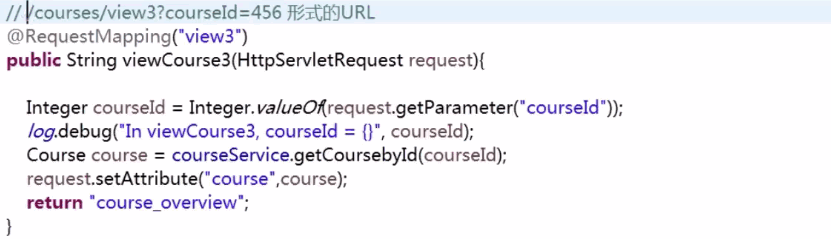 // /courses/view3?courseId=456 形式的URL
@RequestMapping("view3")
public String viewCourse3(HttpServletRequest request){
Integer courseId = Integer.valueOf(request.getParameter("courseId"));
log.debug("In viewCourse3, courseId = {}", courseId);
Course course = courseService.getCoursebyId(courseId);
request.setAttribute("course",course);
return "course_overview";
}